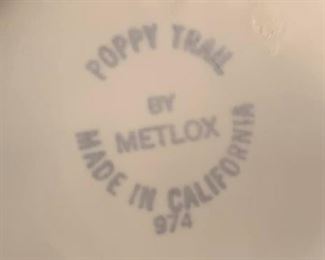 POPPY TRAIL
BY
METLOX
MADE IN CALIFORNIA
974